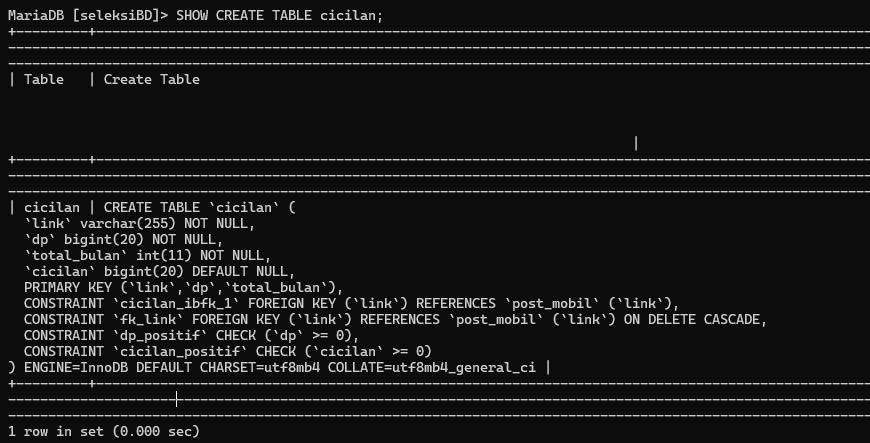 MariaDB [seleksiBD]> SHOW CREATE TABLE cicilan;
| Table | Create Table
|
| cicilan | CREATE TABLE `cicilan` (
`link` varchar(255) NOT NULL,
`dp` bigint(20) NOT NULL,
`total_bulan` int(11) NOT NULL,
`cicilan` bigint(20) DEFAULT NULL,
PRIMARY KEY (`link`,`dp`,`total_bulan`),
CONSTRAINT `cicilan_ibfk_1` FOREIGN KEY (`link`) REFERENCES `post_mobil` (`link`),
CONSTRAINT `fk_link` FOREIGN KEY (`link`) REFERENCES `post_mobil` (`link`) ON DELETE CASCADE,
CONSTRAINT `dp_positif` CHECK (`dp` >= 0),
CONSTRAINT `cicilan_positif` CHECK (`cicilan` >= 0)
) ENGINE=InnoDB DEFAULT CHARSET=utf8mb4 COLLATE=utf8mb4_general_ci |
1 row in set (0.000 sec)